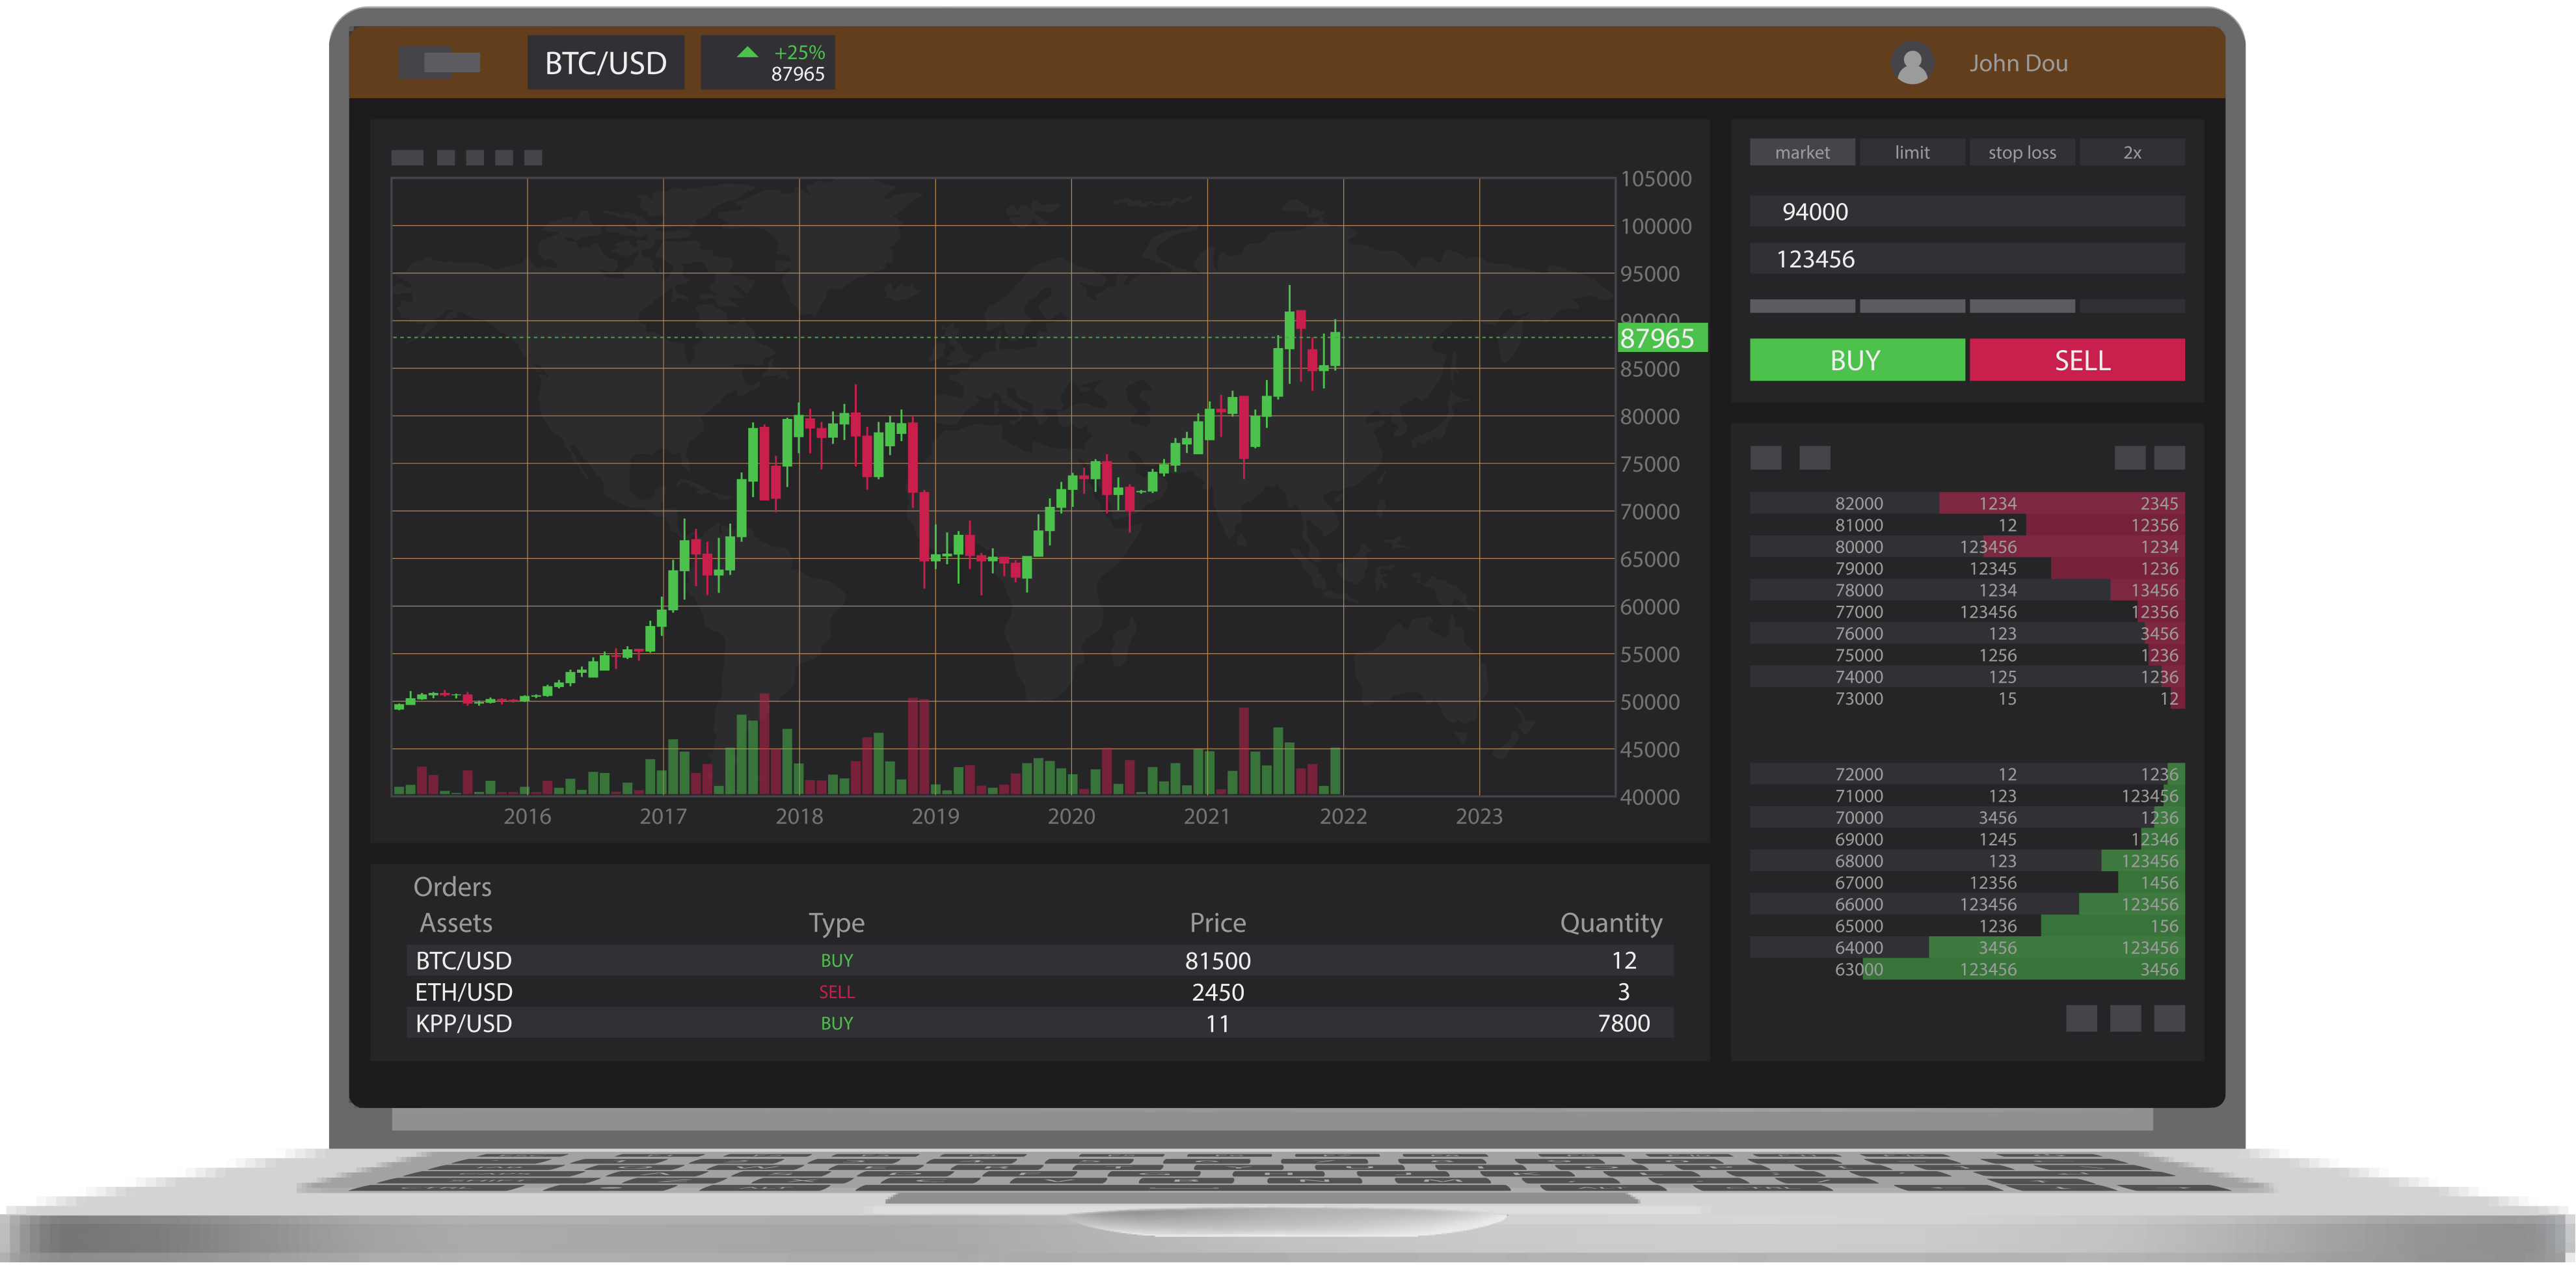 BTC/USD
+25%
87965
John Dou
market limit stop loss 2x
94000
123456
BUY SELL
105000
100000
95000
90000
87965
85000
80000
75000
70000
65000
60000
55000
50000
45000
40000
2016 2017 2018 2019 2020 2021 2022 2023
82000 1234 2345
81000 12 12356
80000 123456 1234
79000 12345 1236
78000 1234 13456
77000 123456 12356
76000 123 3456
75000 1256 1236
74000 125 1236
73000 15 12
72000 12 1236
71000 123 123456
70000 3456 1236
69000 1245 12346
68000 123 123456
67000 12356 1456
66000 123456 123456
65000 1236 156
64000 3456 123456
63000 123456 3456
Orders
Assets Type Price Quantity
BTC/USD BUY 81500 12
ETH/USD SELL 2450 3
KPP/USD BUY 11 7800